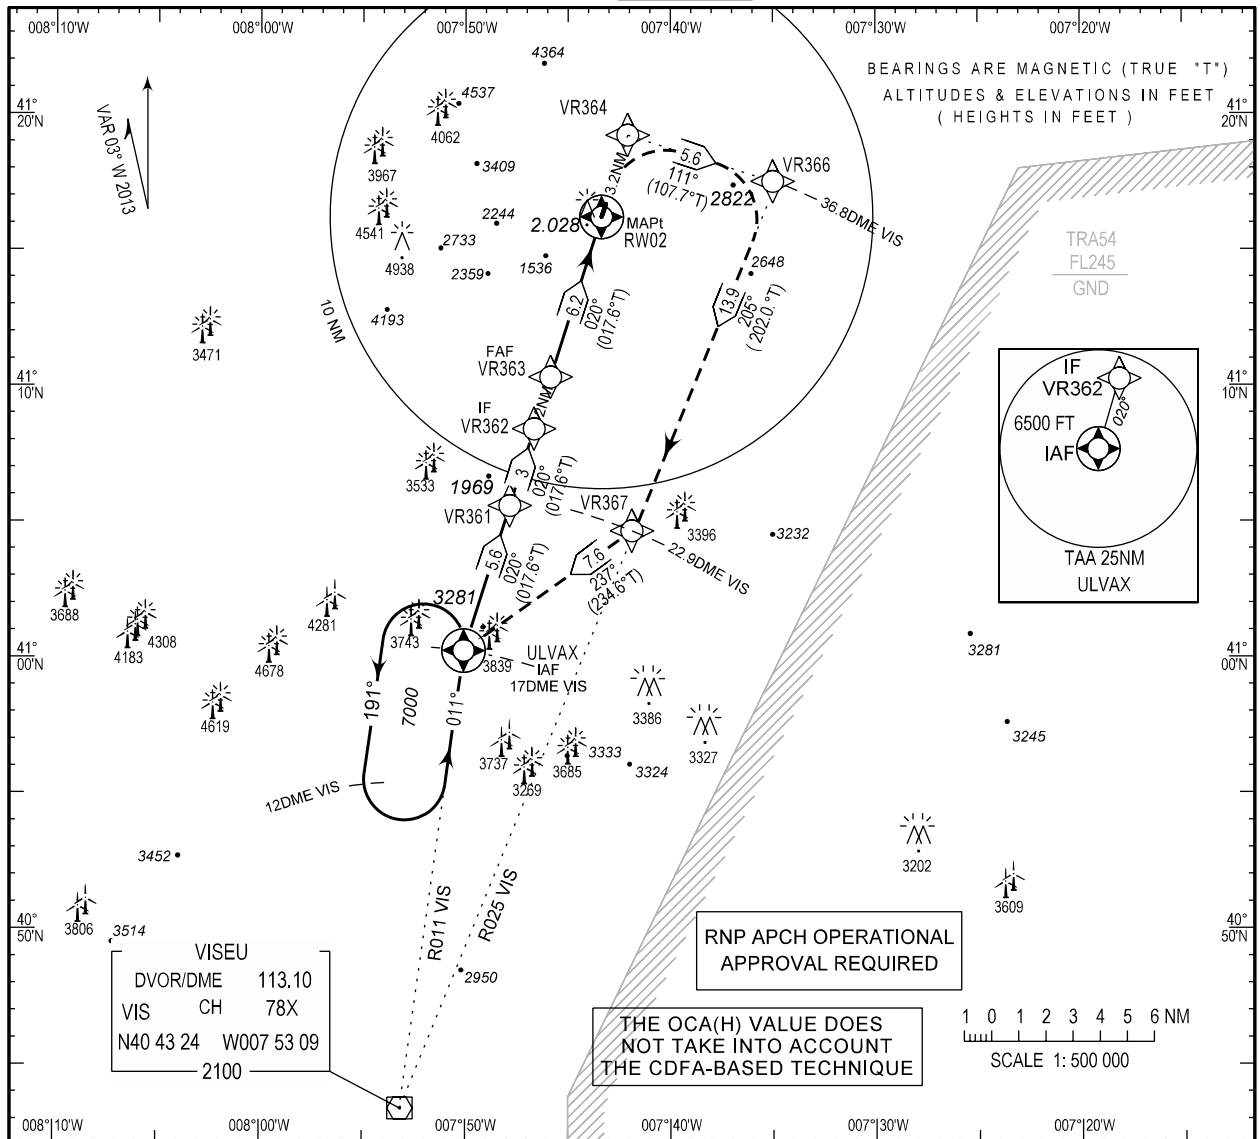 008°10'W 008°00'W 007°50'W 007°40'W 007°30'W 007°20'W
BEARINGS ARE MAGNETIC (TRUE "T")
ALTITUDES & ELEVATIONS IN FEET
( HEIGHTS IN FEET )
VAR 03° W 2013
41°
20'N
41°
20'N
4364
4537
4062
3967
3409
4541
4938
2244
2733
2359
1536
4193
VR364
3.2NM
5.6
111°
(107.7°T)
VR366
2822
36.8DME VIS
2.028
MAPt
RW02
2648
10 NM
6.2
020°
(017.6°T)
13.9
205°
( 202.0.°T)
TRA54
FL245
GND
3471
41°
10'N
41°
10'N
FAF
VR363
2NM
IF
VR362
IF
VR362
020°
6500 FT
IAF
TAA 25NM
ULVAX
3533
1969
3
020°
(017.6°T)
VR361
VR367
3396
3232
22.9DME VIS
5.6
020°
(017.6°T)
7.6
237°
(234.6°T)
3281
3688
4183
4308
4281
4678
4619
3743
3839
ULVAX
IAF
17DME VIS
41°
00'N
41°
00'N
191°
7000
011°
12DME VIS
3386
3327
3737
3269
3685
3333
3324
3281
3245
3202
3609
3452
3806
3514
40°
50'N
40°
50'N
R011 VIS
R025 VIS
2950
VISEU
DVOR/DME 113.10
VIS CH 78X
N40 43 24 W007 53 09
2100
RNP APCH OPERATIONAL
APPROVAL REQUIRED
THE OCA(H) VALUE DOES
NOT TAKE INTO ACCOUNT
THE CDFA-BASED TECHNIQUE
1 0 1 2 3 4 5 6 NM
SCALE 1: 500 000
008°10'W 008°00'W 007°50'W 007°40'W 007°30'W 007°20'W